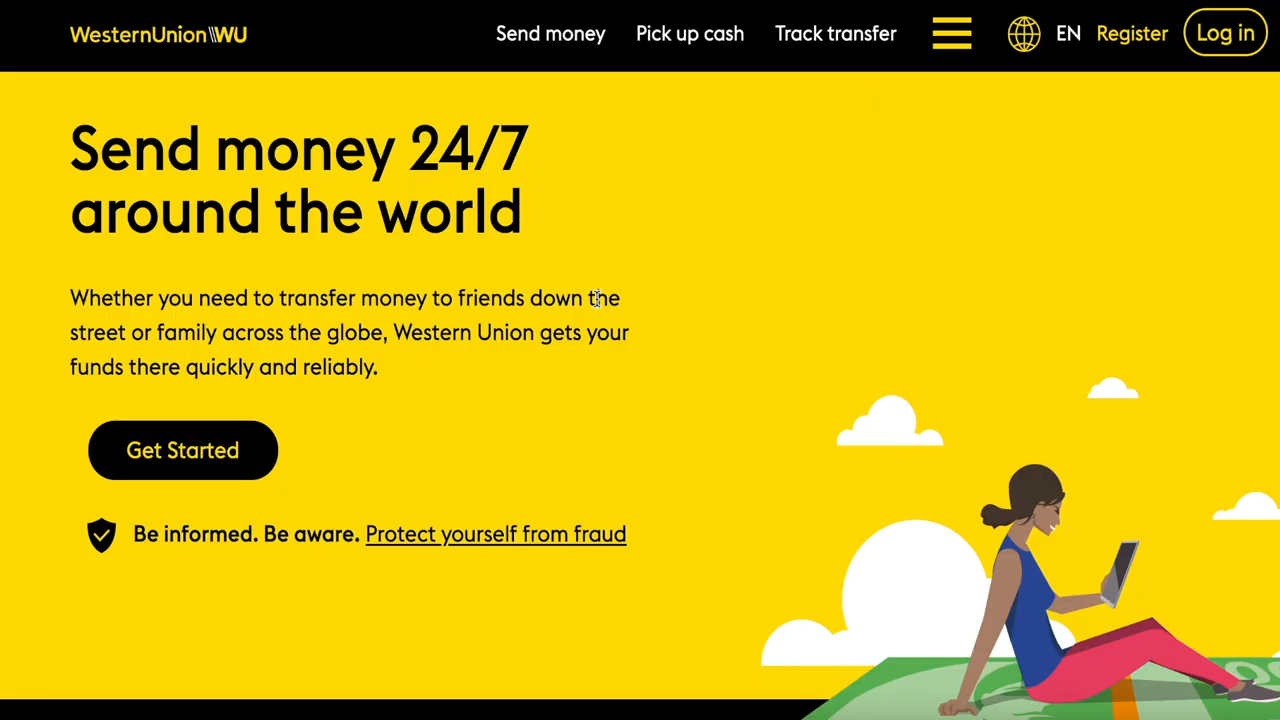 WesternUnion WU
Send money
Pick up cash
Track transfer
EN
Register
Log in
Send money 24/7
around the world
Whether you need to transfer money to friends down the
street or family across the globe, Western Union gets your
funds there quickly and reliably.
Get Started
Be informed. Be aware. Protect yourself from fraud